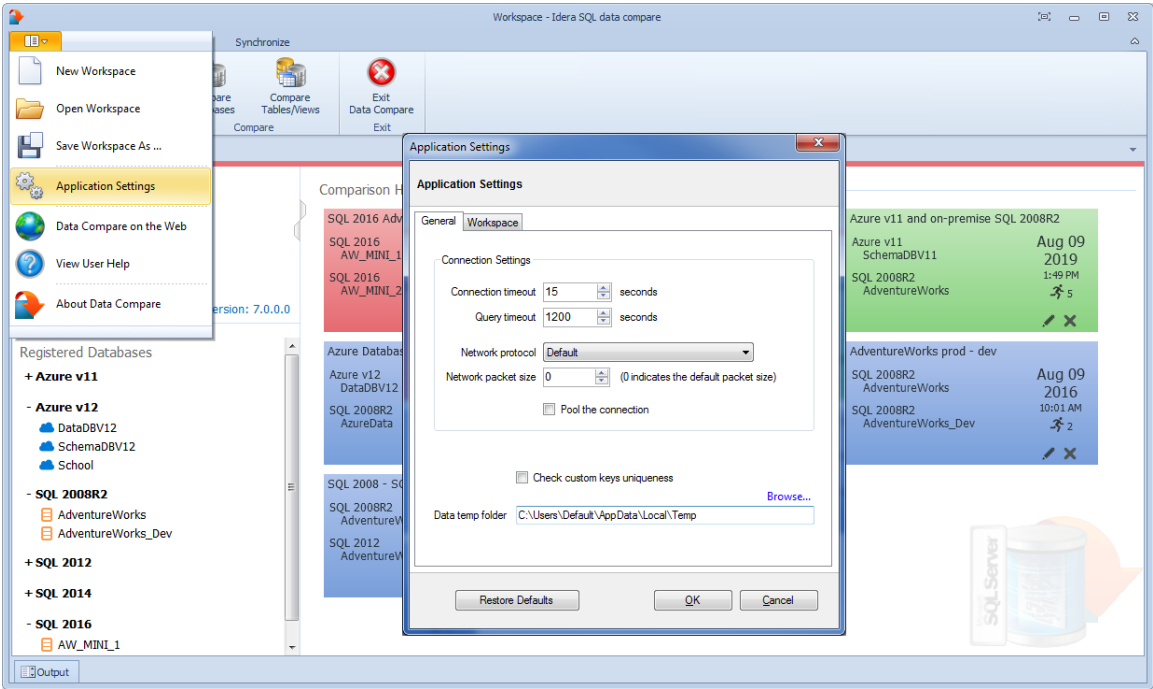 Workspace - Idera SQL data compare
Synchronize
New Workspace
Open Workspace
Save Workspace As ...
Application Settings
Data Compare on the Web
View User Help
About Data Compare
Compare
Tables/Views
Exit
Data Compare
Compare
Exit
ersion: 7.0.0.0
Registered Databases
+ Azure v11
- Azure v12
DataDBV12
SchemaDBV12
School
- SQL 2008R2
AdventureWorks
AdventureWorks_Dev
+ SQL 2012
+ SQL 2014
- SQL 2016
AW_MINI_1
Output
Comparison H
SQL 2016 Adv
SQL 2016
AW_MINI_1
SQL 2016
AW_MINI_2
Azure Databas
Azure v12
DataDBV12
SQL 2008R2
AzureData
SQL 2008 - SQ
SQL 2008R2
AdventureW
SQL 2012
AdventureW
Application Settings
Application Settings
General
Workspace
Connection Settings
Connection timeout 15 seconds
Query timeout 1200 seconds
Network protocol Default
Network packet size 0 (0 indicates the default packet size)
Pool the connection
Check custom keys uniqueness
Browse...
Data temp folder C:\Users\Default\AppData\Local\Temp
Restore Defaults
OK
Cancel
Azure v11 and on-premise SQL 2008R2
Azure v11
SchemaDBV11
SQL 2008R2
AdventureWorks
Aug 09
2019
1:49 PM
5
AdventureWorks prod - dev
SQL 2008R2
AdventureWorks
SQL 2008R2
AdventureWorks_Dev
Aug 09
2016
10:01 AM
2
SQLServer